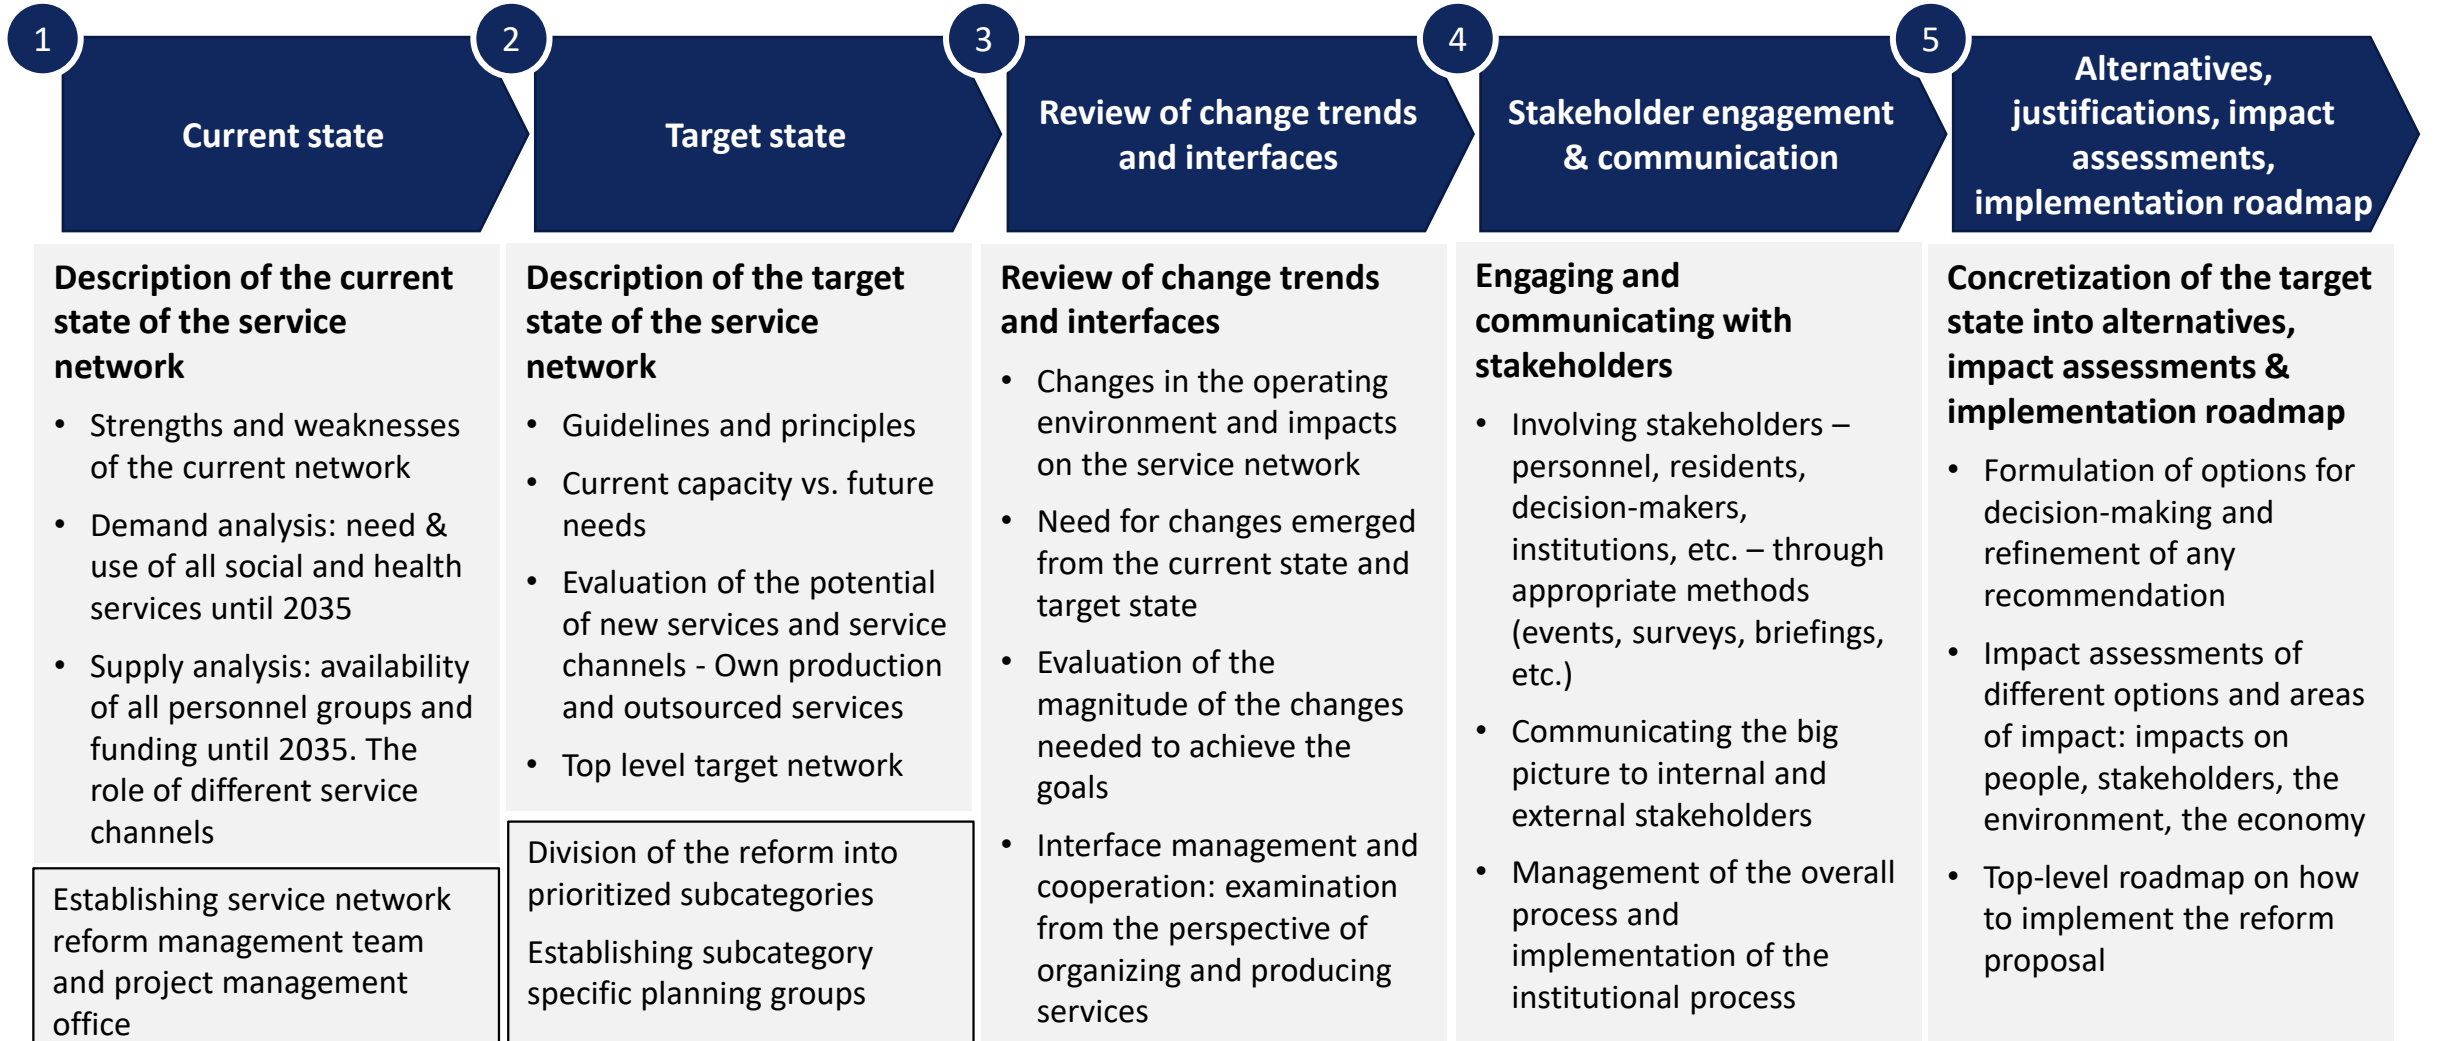 1
Current state
2
Target state
3
Review of change trends
and interfaces
4
Stakeholder engagement
& communication
5
Alternatives,
justifications, impact
assessments,
implementation roadmap
Description of the current
state of the service
network
• Strengths and weaknesses
of the current network
• Demand analysis: need &
use of all social and health
services until 2035
• Supply analysis: availability
of all personnel groups and
funding until 2035. The
role of different service
channels
Establishing service network
reform management team
and project management
office
Description of the target
state of the service
network
• Guidelines and principles
• Current capacity vs. future
needs
• Evaluation of the potential
of new services and service
channels - Own production
and outsourced services
• Top level target network
Division of the reform into
prioritized subcategories
Establishing subcategory
specific planning groups
Review of change trends
and interfaces
• Changes in the operating
environment and impacts
on the service network
• Need for changes emerged
from the current state and
target state
• Evaluation of the
magnitude of the changes
needed to achieve the
goals
• Interface management and
cooperation: examination
from the perspective of
organizing and producing
services
Engaging and
communicating with
stakeholders
• Involving stakeholders –
personnel, residents,
decision-makers,
institutions, etc. – through
appropriate methods
(events, surveys, briefings,
etc.)
• Communicating the big
picture to internal and
external stakeholders
• Management of the overall
process and
implementation of the
institutional process
Concretization of the target
state into alternatives,
impact assessments &
implementation roadmap
• Formulation of options for
decision-making and
refinement of any
recommendation
• Impact assessments of
different options and areas
of impact: impacts on
people, stakeholders, the
environment, the economy
• Top-level roadmap on how
to implement the reform
proposal